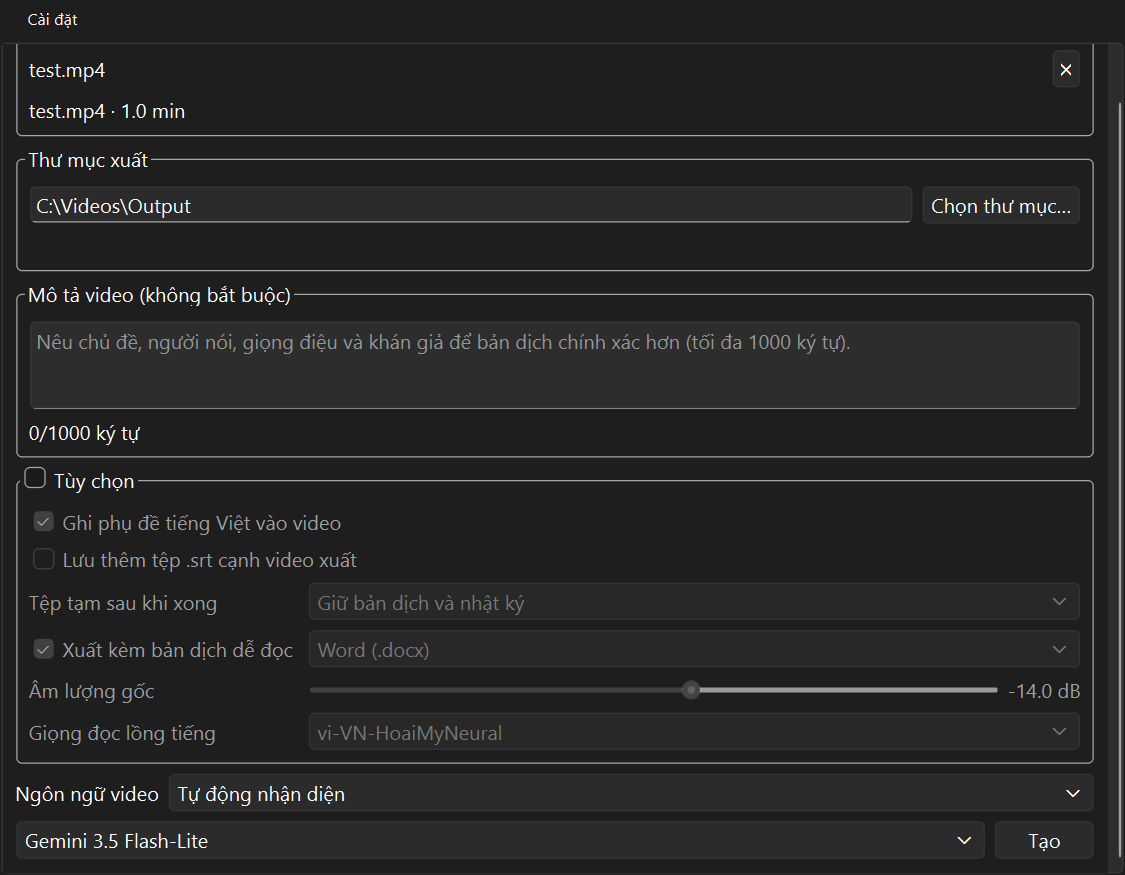 Cài đặt
test.mp4
test.mp4 · 1.0 min
Thư mục xuất
C:\Videos\Output
Chọn thư mục...
Mô tả video (không bắt buộc)
Nêu chủ đề, người nói, giọng điệu và khán giả để bản dịch chính xác hơn (tối đa 1000 ký tự).
0/1000 ký tự
Tùy chọn
Ghi phụ đề tiếng Việt vào video
Lưu thêm tệp .srt cạnh video xuất
Tệp tạm sau khi xong
Giữ bản dịch và nhật ký
Xuất kèm bản dịch dễ đọc
Word (.docx)
Âm lượng gốc
-14.0 dB
Giọng đọc lồng tiếng
vi-VN-HoaiMyNeural
Ngôn ngữ video
Tự động nhận diện
Gemini 3.5 Flash-Lite
Tạo